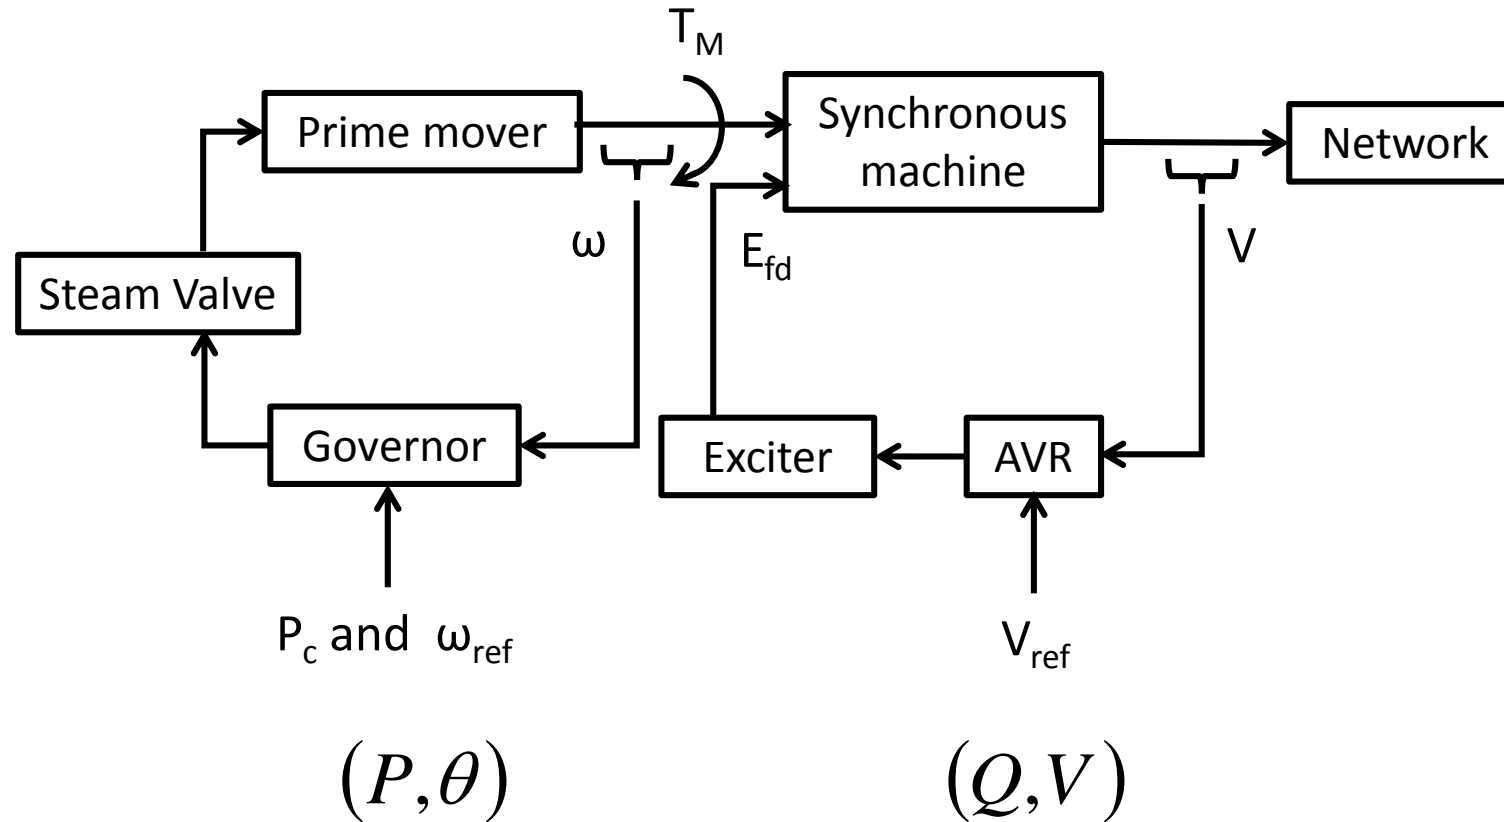 T_M
Prime mover
Synchronous
machine
Network
ω
E_fd
V
Steam Valve
Governor
Exciter
AVR
P_c and ω_ref
V_ref
(P,θ)
(Q,V)